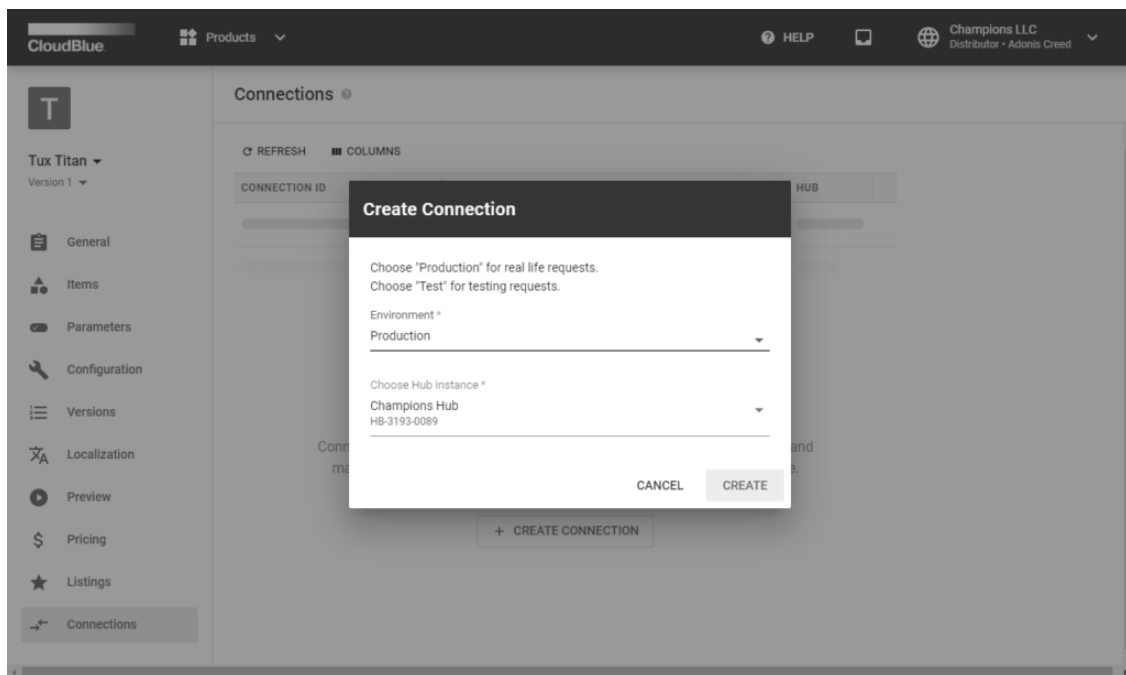 CloudBlue
Products
HELP
Champions LLC
Distributor • Adonis Creed
T
Tux Titan
Version 1
General
Items
Parameters
Configuration
Versions
Localization
Preview
Pricing
Listings
Connections
Connections
REFRESH
COLUMNS
CONNECTION ID
HUB
Create Connection
Choose "Production" for real life requests.
Choose "Test" for testing requests.
Environment *
Production
Choose Hub instance *
Champions Hub
HB-3193-0089
and
CANCEL
CREATE
+ CREATE CONNECTION